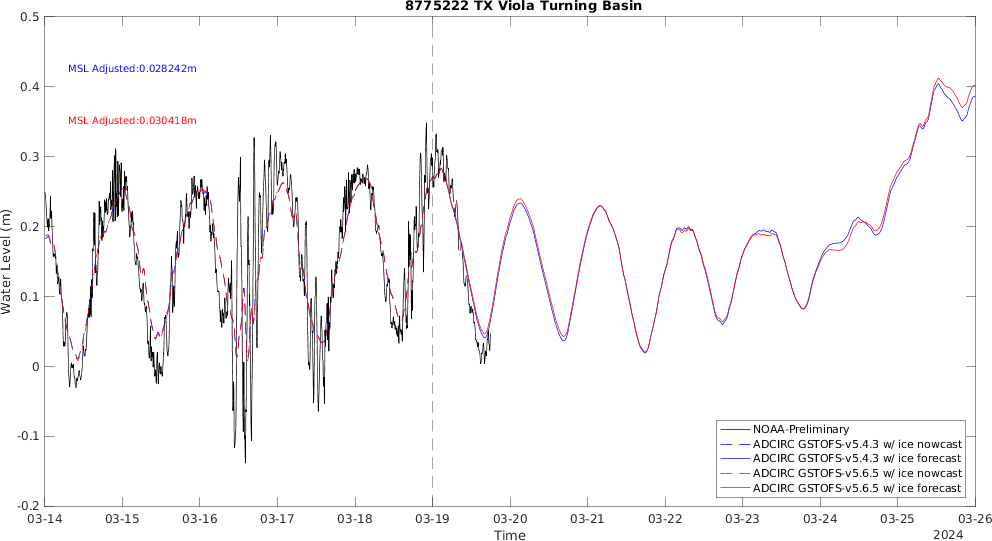 8775222 TX Viola Turning Basin
MSL Adjusted:0.028242m
MSL Adjusted:0.030418m
Water Level (m)
0.5
0.4
0.3
0.2
0.1
0
-0.1
-0.2
NOAA-Preliminary
ADCIRC GSTOFS-v5.4.3 w/ ice nowcast
ADCIRC GSTOFS-v5.4.3 w/ ice forecast
ADCIRC GSTOFS-v5.6.5 w/ ice nowcast
ADCIRC GSTOFS-v5.6.5 w/ ice forecast
03-14 03-15 03-16 03-17 03-18 03-19 03-20 03-21 03-22 03-23 03-24 03-25 03-26
Time
2024